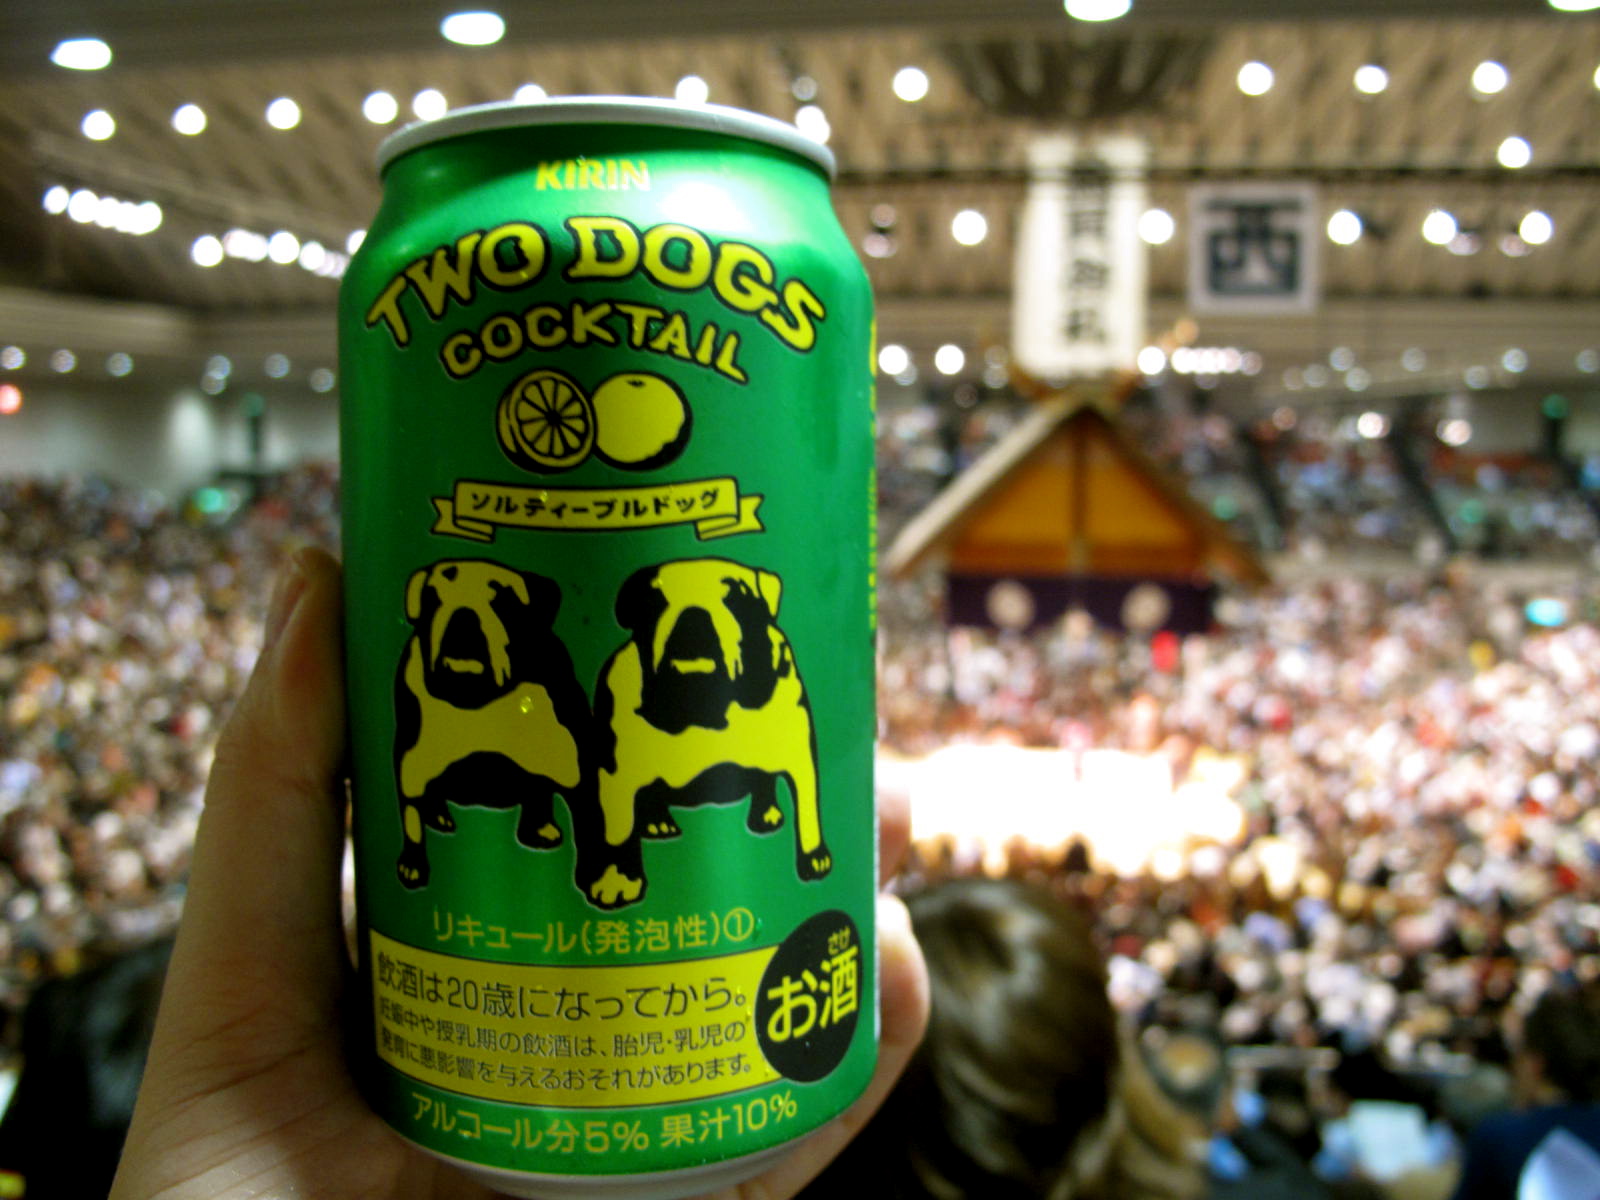 KIRIN
TWO DOGS
COCKTAIL
ソルティーブルドッグ
リキュール(発泡性)①
飲酒は20歳になってから。
妊娠中や授乳期の飲酒は、胎児・乳児の
発育に悪影響を与えるおそれがあります。
さけ
お酒
アルコール分5% 果汁10%
西